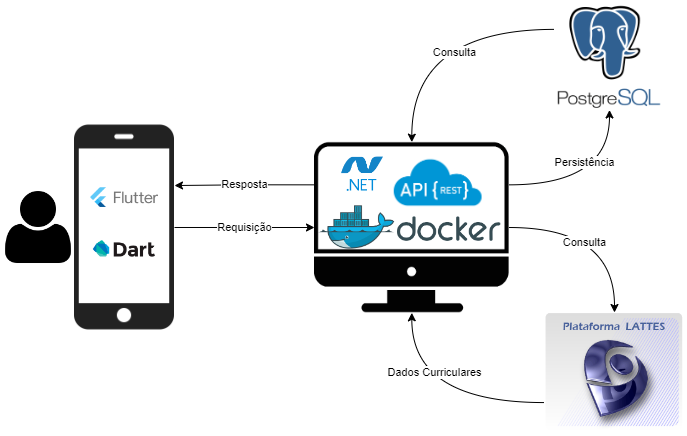 Consulta
PostgreSQL
Persistência
.NET
API {REST}
docker
Resposta
Requisição
Flutter
Dart
Consulta
Plataforma LATTES
Dados Curriculares